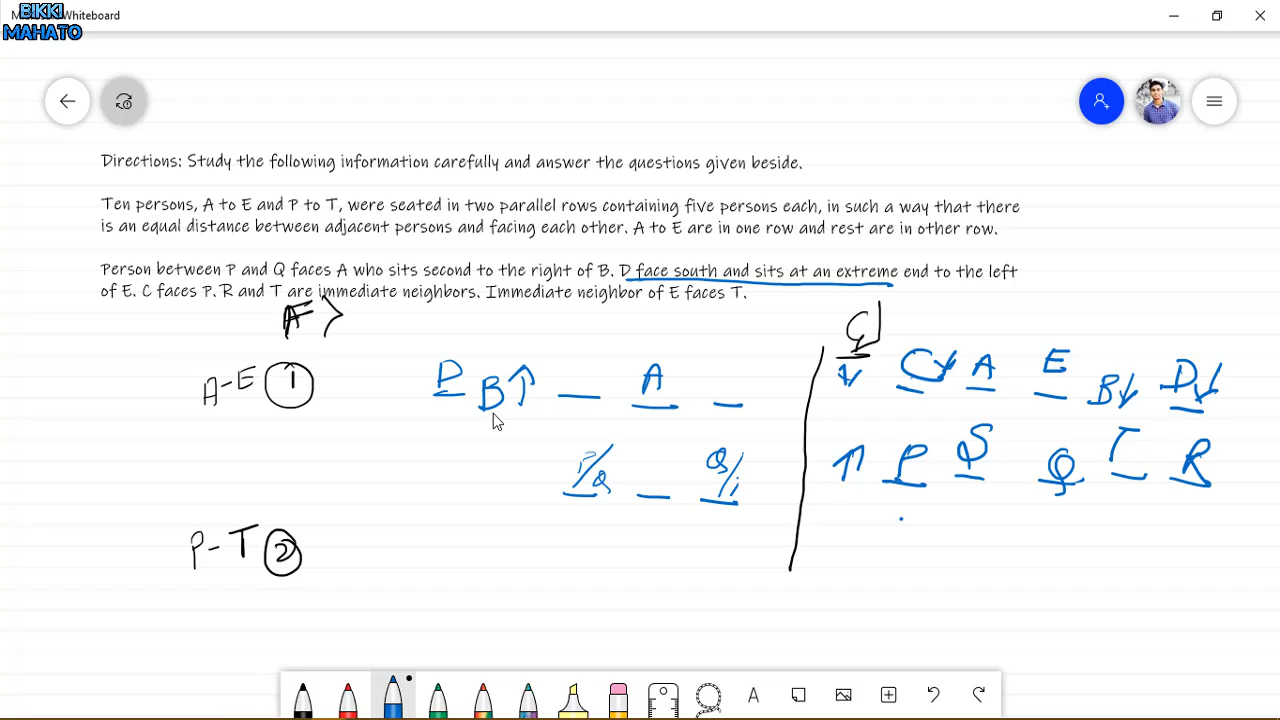 Whiteboard
BIKKI
MAHATO
Directions: Study the following information carefully and answer the questions given beside.
Ten persons, A to E and P to T, were seated in two parallel rows containing five persons each, in such a way that there
is an equal distance between adjacent persons and facing each other. A to E are in one row and rest are in other row.
Person between P and Q faces A who sits second to the right of B. D face south and sits at an extreme end to the left
of E. C faces P. R and T are immediate neighbors. Immediate neighbor of E faces T.
A-E 1
D B↑ _ A _
C A E B↓ D↓
P/Q _
↑ P S Q T R
P-T 2
A